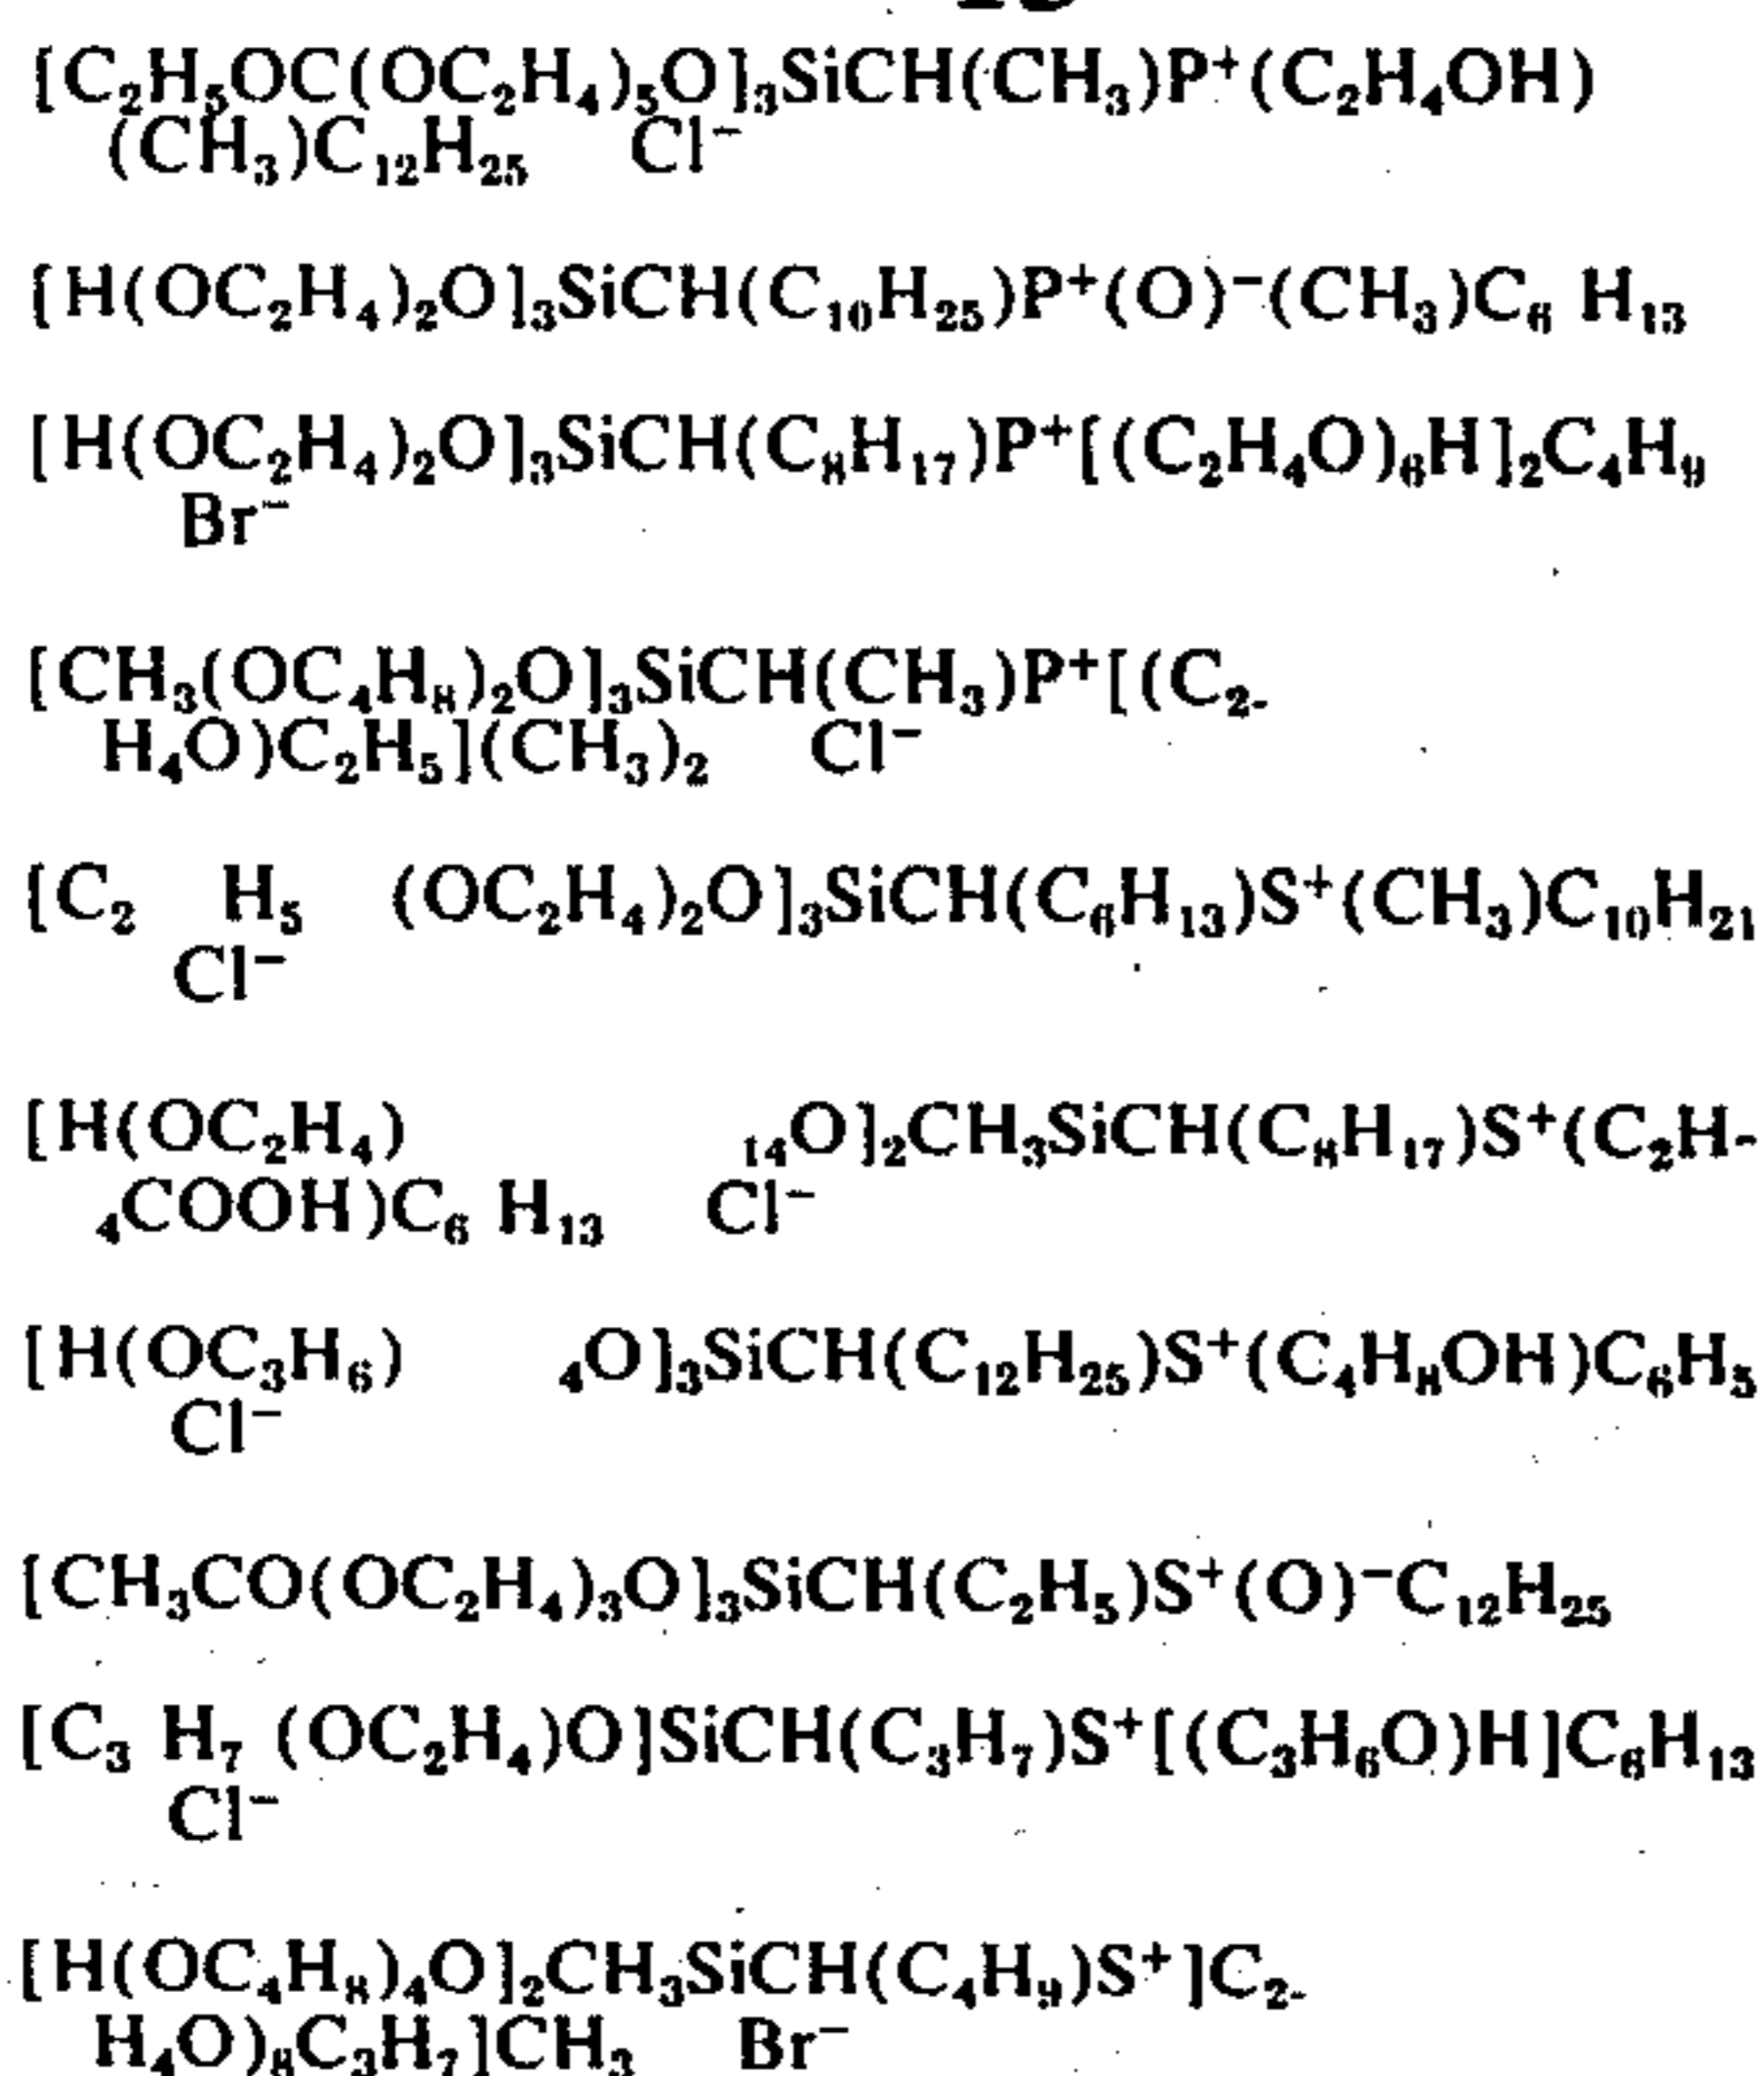 [C₂H₅OC(OC₂H₄)₅O]₃SiCH(CH₃)P⁺(C₂H₄OH)
(CH₃)C₁₂H₂₅ Cl⁻
[H(OC₂H₄)₂O]₃SiCH(C₁₀H₂₅)P⁺(O)⁻(CH₃)C₆ H₁₃
[H(OC₂H₄)₂O]₃SiCH(C₈H₁₇)P⁺[(C₂H₄O)₆H]₂C₄H₉
Br⁻
[CH₃(OC₄H₈)₂O]₃SiCH(CH₃)P⁺[(C₂-
H₄O)C₂H₅](CH₃)₂ Cl⁻
[C₂ H₅ (OC₂H₄)₂O]₃SiCH(C₆H₁₃)S⁺(CH₃)C₁₀H₂₁
Cl⁻
[H(OC₂H₄) ₁₄O]₂CH₃SiCH(C₈H₁₇)S⁺(C₂H-
₄COOH)C₆ H₁₃ Cl⁻
[H(OC₃H₆) ₄O]₃SiCH(C₁₂H₂₅)S⁺(C₄H₈OH)C₆H₅
Cl⁻
[CH₃CO(OC₂H₄)₃O]₃SiCH(C₂H₅)S⁺(O)⁻C₁₂H₂₅
[C₃ H₇ (OC₂H₄)O]SiCH(C₃H₇)S⁺[(C₃H₆O)H]C₆H₁₃
Cl⁻
[H(OC₄H₈)₄O]₂CH₃SiCH(C₄H₉)S⁺]C₂-
H₄O)₈C₃H₇]CH₃ Br⁻